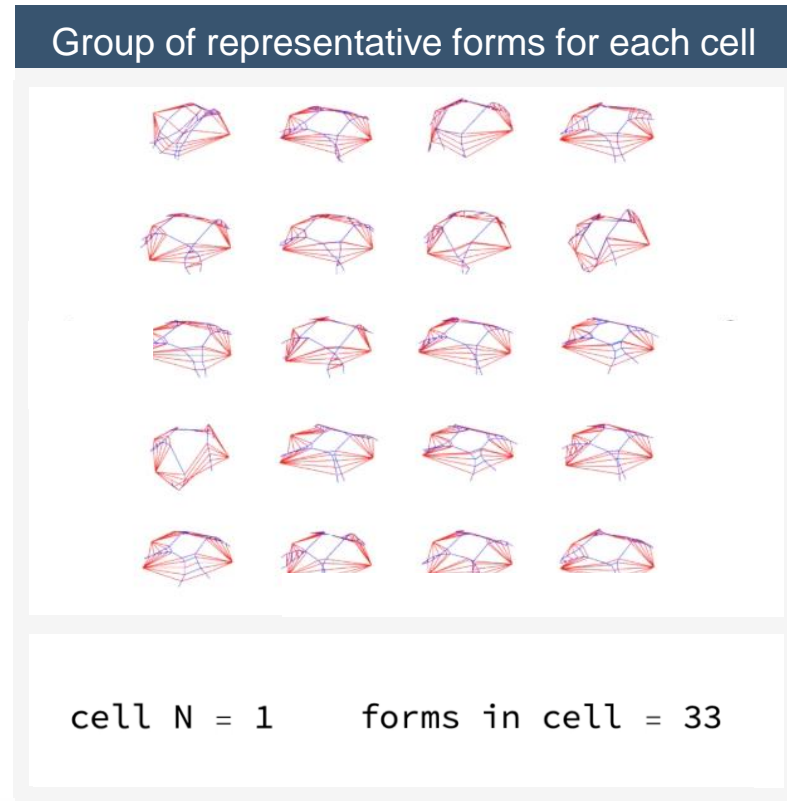 Group of representative forms for each cell
cell N = 1 forms in cell = 33